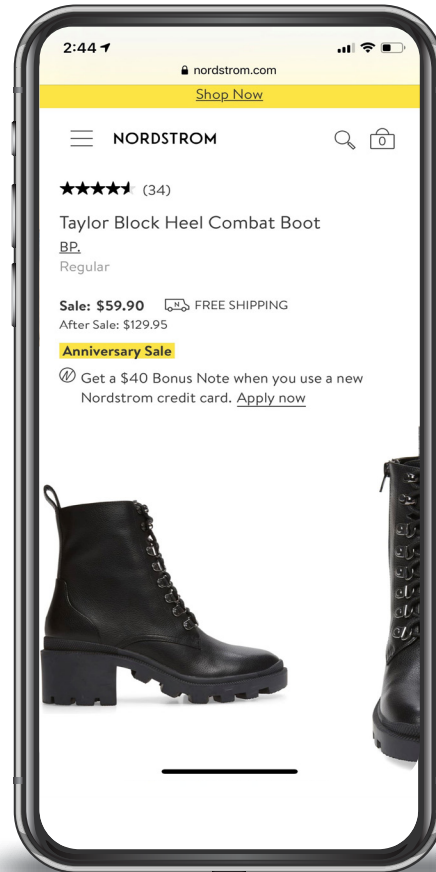 2:44
nordstrom.com
Shop Now
NORDSTROM
0
(34)
Taylor Block Heel Combat Boot
BP.
Regular
Sale: $59.90 N FREE SHIPPING
After Sale: $129.95
Anniversary Sale
N Get a $40 Bonus Note when you use a new
Nordstrom credit card. Apply now